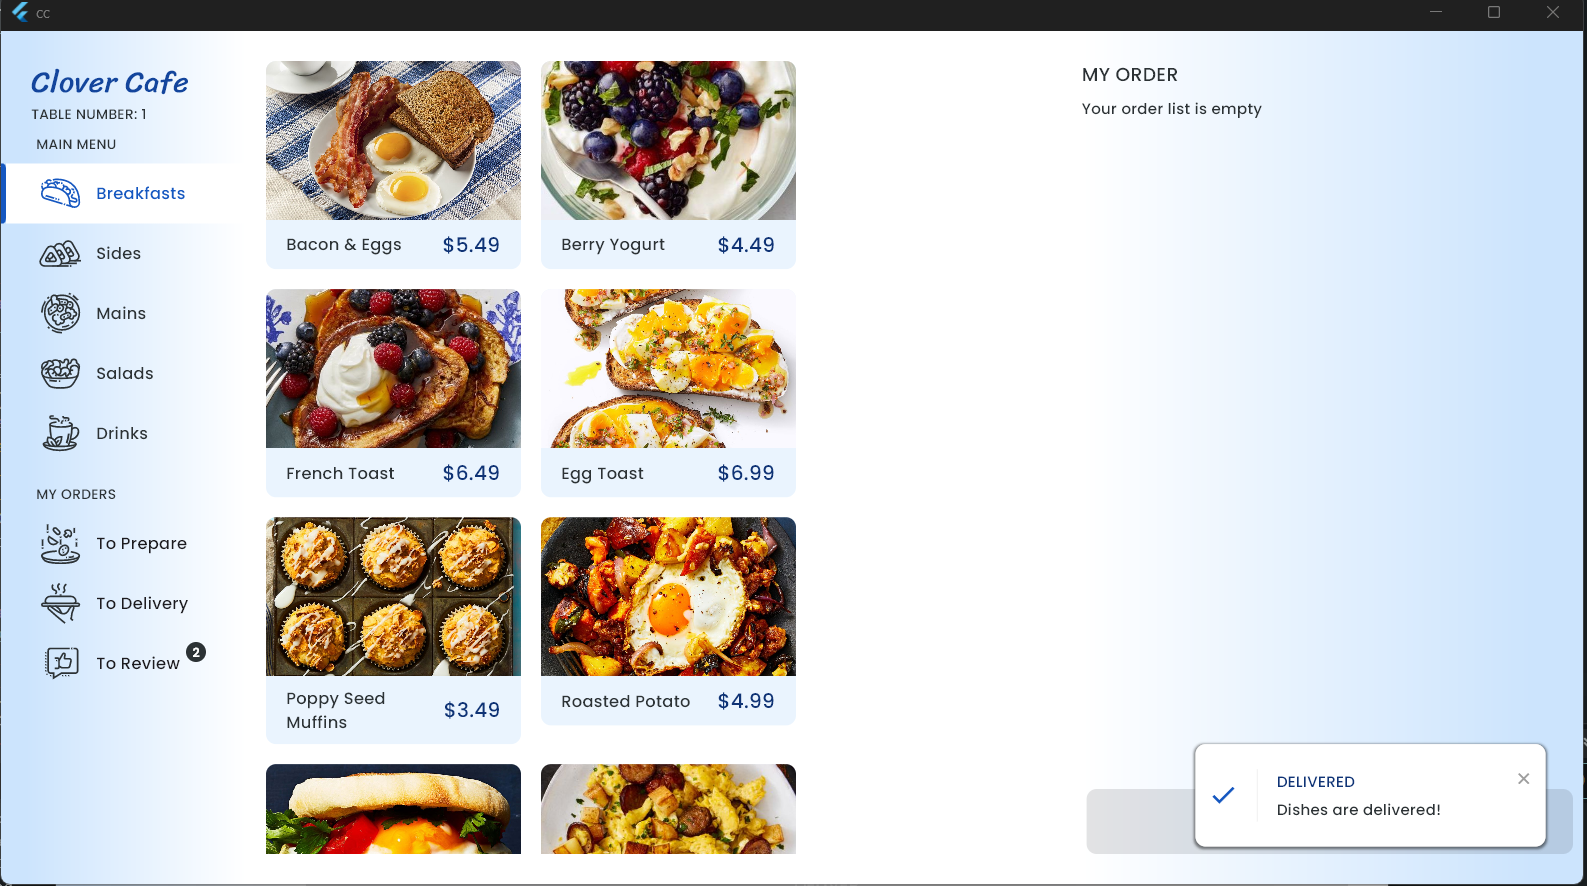 CC
Clover Cafe
TABLE NUMBER: 1
MAIN MENU
Breakfasts
Sides
Mains
Salads
Drinks
MY ORDERS
To Prepare
To Delivery
To Review
2
Bacon & Eggs
$5.49
Berry Yogurt
$4.49
French Toast
$6.49
Egg Toast
$6.99
Poppy Seed
Muffins
$3.49
Roasted Potato
$4.99
MY ORDER
Your order list is empty
DELIVERED
Dishes are delivered!